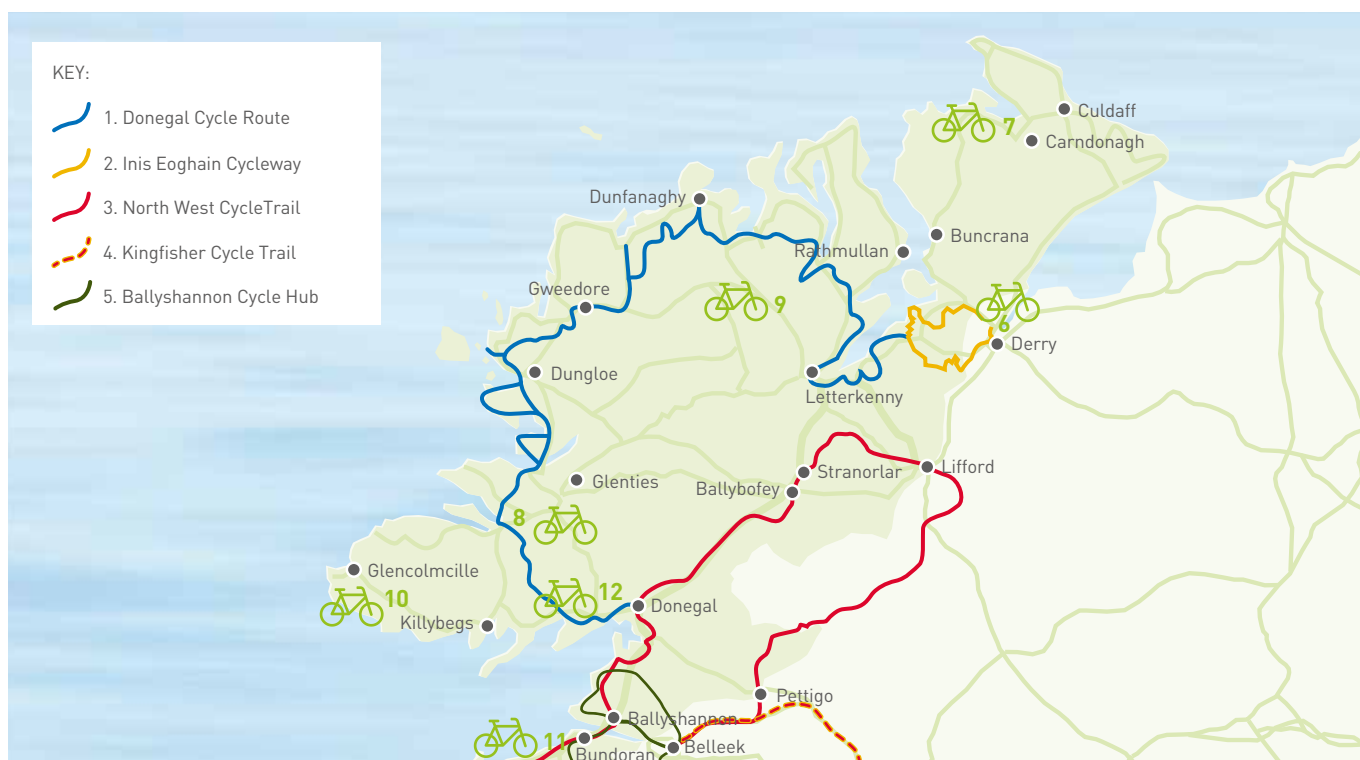 KEY:
1. Donegal Cycle Route
2. Inis Eoghain Cycleway
3. North West CycleTrail
4. Kingfisher Cycle Trail
5. Ballyshannon Cycle Hub
Culdaff
7
Carndonagh
Dunfanaghy
Buncrana
Rathmullan
Gweedore
9
6
Derry
Dungloe
Letterkenny
Lifford
Stranorlar
Glenties
Ballybofey
8
Glencolmcille
10
12
Donegal
Killybegs
Pettigo
Ballyshannon
11
Belleek
Bundoran